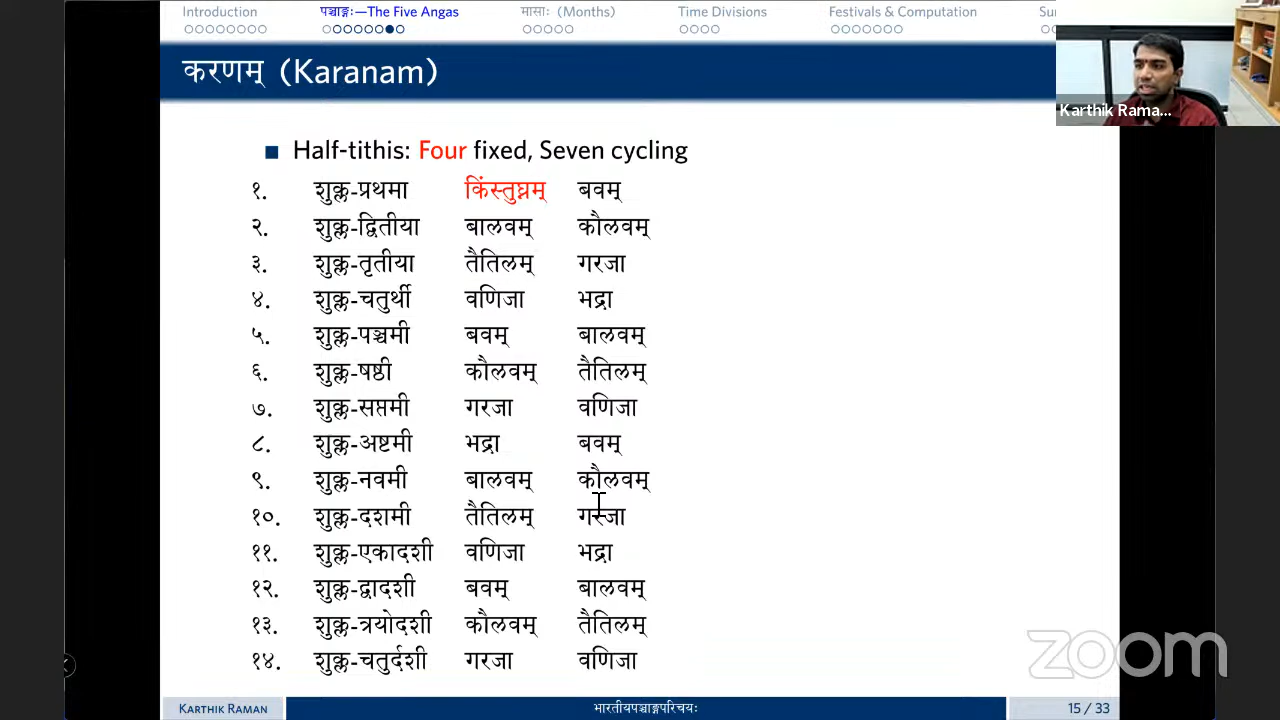 Introduction पञ्चाङ्गः—The Five Angas मासाः (Months) Time Divisions Festivals & Computation
करणम् (Karanam)
Karthik Rama...
Half-tithis: Four fixed, Seven cycling
१. शुक्ल-प्रथमा किंस्तुघ्नम् बवम्
२. शुक्ल-द्वितीया बालवम् कौलवम्
३. शुक्ल-तृतीया तैतिलम् गरजा
४. शुक्ल-चतुर्थी वणिजा भद्रा
५. शुक्ल-पञ्चमी बवम् बालवम्
६. शुक्ल-षष्ठी कौलवम् तैतिलम्
७. शुक्ल-सप्तमी गरजा वणिजा
८. शुक्ल-अष्टमी भद्रा बवम्
९. शुक्ल-नवमी बालवम् कौलवम्
१०. शुक्ल-दशमी तैतिलम् गरजा
११. शुक्ल-एकादशी वणिजा भद्रा
१२. शुक्ल-द्वादशी बवम् बालवम्
१३. शुक्ल-त्रयोदशी कौलवम् तैतिलम्
१४. शुक्ल-चतुर्दशी गरजा वणिजा
zoom
KARTHIK RAMAN भारतीयपञ्चाङ्गपरिचयः 15 / 33